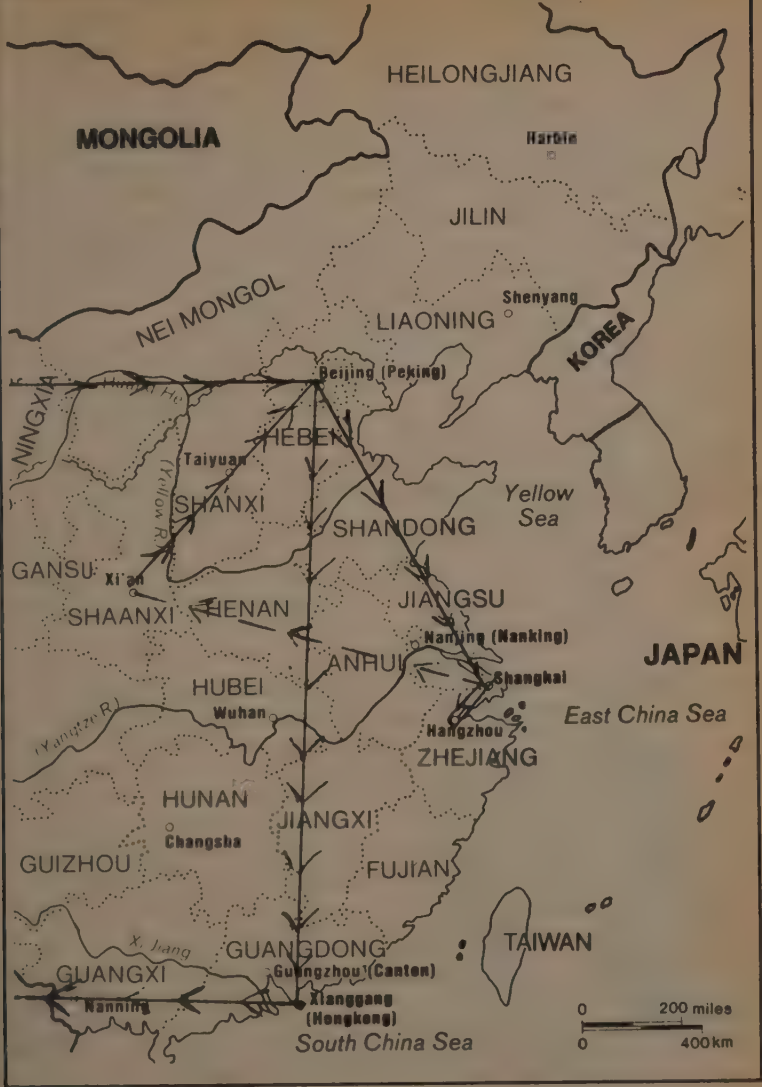 HEILONGJIANG
MONGOLIA
Harbin
JILIN
NEI MONGOL
Shenyang
LIAONING
KOREA
Beijing (Peking)
NINGXIA
HEBEI
Taiyuan
(Yellow R.)
SHANXI
Yellow
Sea
SHANDONG
GANSU
Xi'an
JIANGSU
SHAANXI
HENAN
Nanjing (Nanking)
ANHUI
JAPAN
Shanghai
HUBEI
Wuhan
East China Sea
(Yangtze R.)
Hangzhou
ZHEJIANG
HUNAN
JIANGXI
Changsha
GUIZHOU
FUJIAN
Xi Jiang
GUANGDONG
TAIWAN
GUANGXI
Guangzhou (Canton)
Nanning
Xianggang
(Hongkong)
0 200 miles
0 400 km
South China Sea